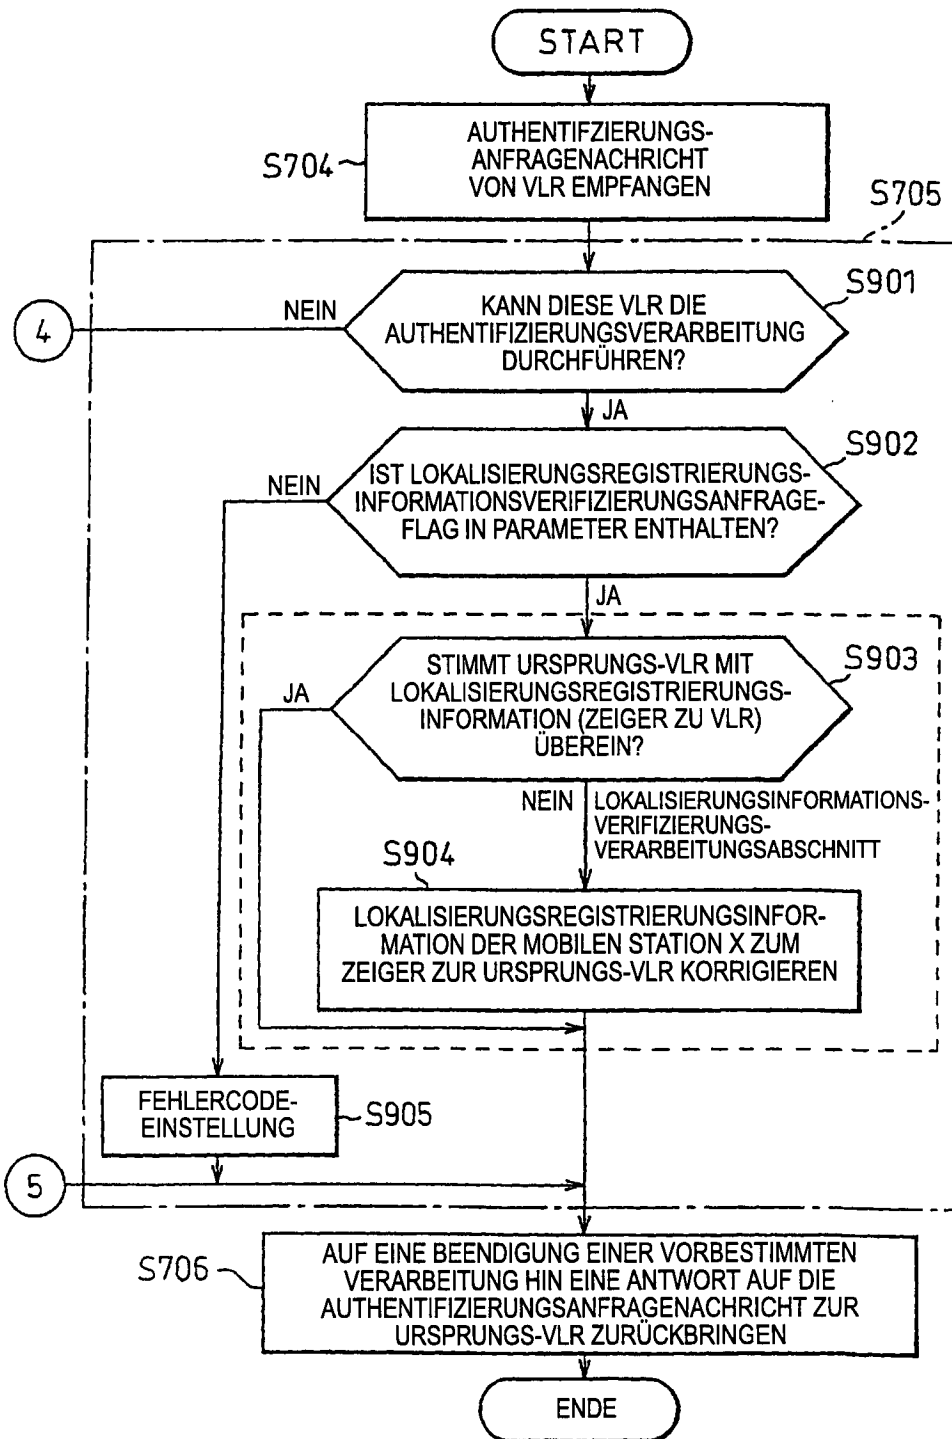 START
AUTHENTIFZIERUNGS-
ANFRAGENACHRICHT
VON VLR EMPFANGEN
S704
S705
S901
NEIN
KANN DIESE VLR DIE
AUTHENTIFIZIERUNGSVERARBEITUNG
DURCHFÜHREN?
4
JA
S902
NEIN
IST LOKALISIERUNGSREGISTRIERUNGS-
INFORMATIONSVERIFIZIERUNGSANFRAGE-
FLAG IN PARAMETER ENTHALTEN?
JA
S903
JA
STIMMT URSPRUNGS-VLR MIT
LOKALISIERUNGSREGISTRIERUNGS-
INFORMATION (ZEIGER ZU VLR)
ÜBEREIN?
NEIN
LOKALISIERUNGSINFORMATIONS-
VERIFIZIERUNGS-
VERARBEITUNGSABSCHNITT
S904
LOKALISIERUNGSREGISTRIERUNGSINFOR-
MATION DER MOBILEN STATION X ZUM
ZEIGER ZUR URSPRUNGS-VLR KORRIGIEREN
FEHLERCODE-
EINSTELLUNG
S905
5
S706
AUF EINE BEENDIGUNG EINER VORBESTIMMTEN
VERARBEITUNG HIN EINE ANTWORT AUF DIE
AUTHENTIFIZIERUNGSANFRAGENACHRICHT ZUR
URSPRUNGS-VLR ZURÜCKBRINGEN
ENDE